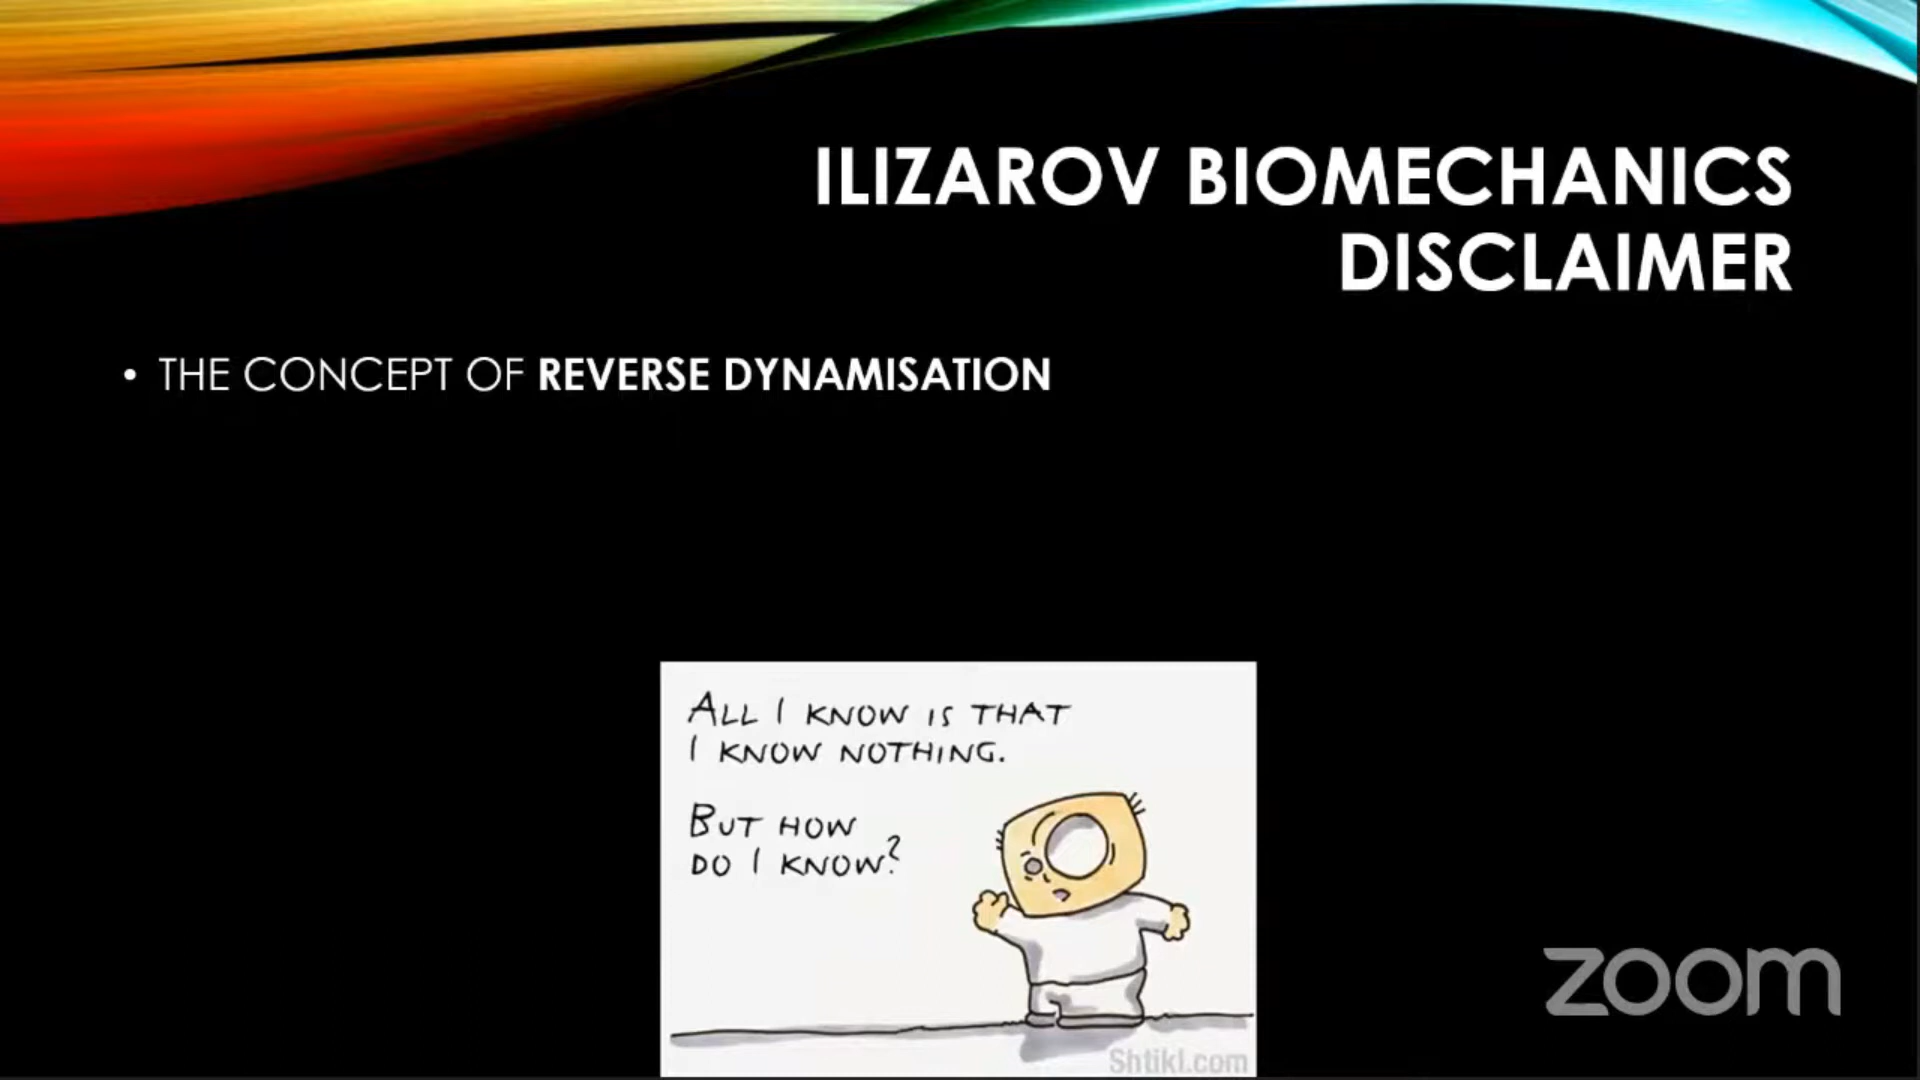 ILIZAROV BIOMECHANICS
DISCLAIMER
• THE CONCEPT OF REVERSE DYNAMISATION
ALL I KNOW IS THAT
I KNOW NOTHING.
BUT HOW
DO I KNOW?
Shtikl.com
zoom